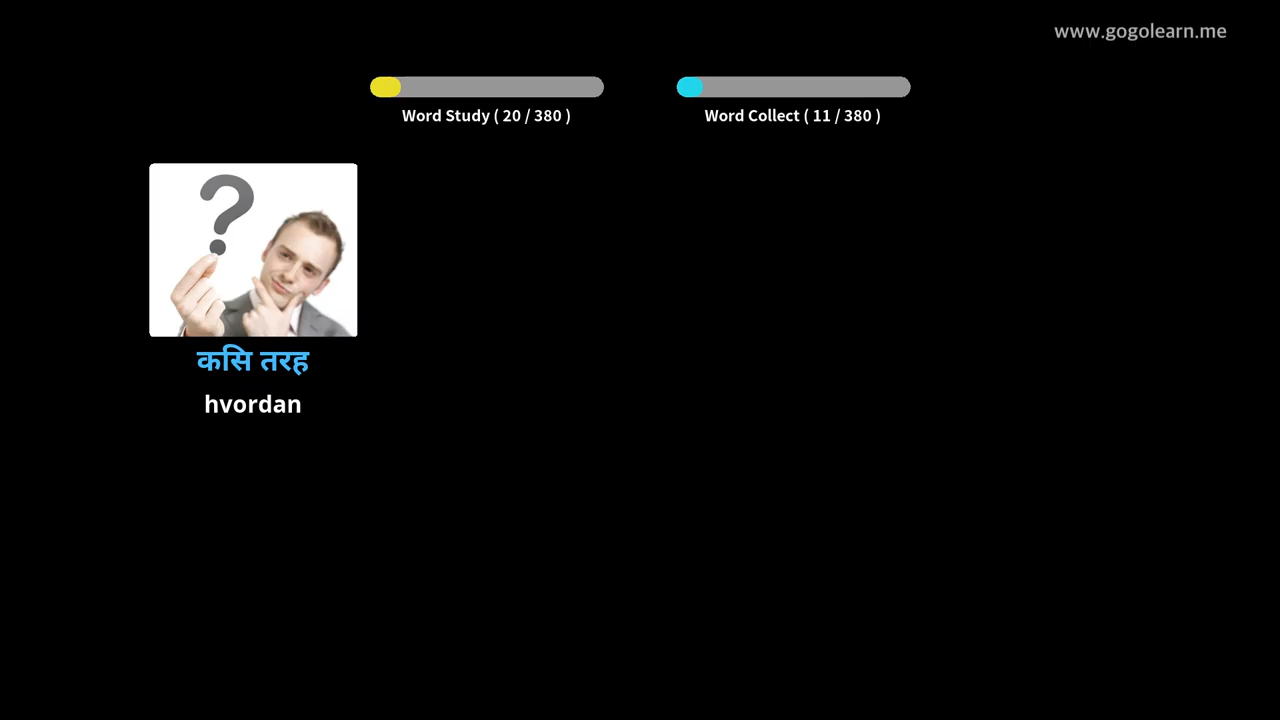 www.gogolearn.me
Word Study ( 20 / 380 )
Word Collect ( 11 / 380 )
कसि तरह
hvordan